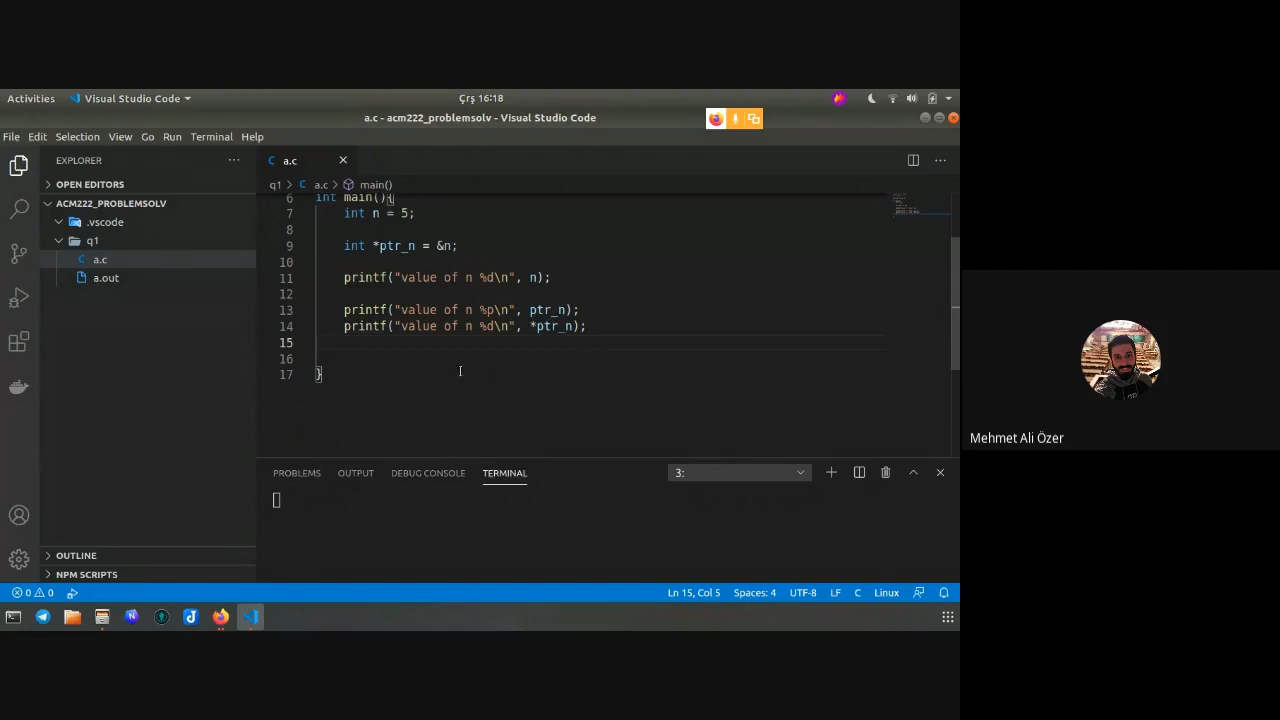 Activities
Visual Studio Code
Çrş 16:18
a.c - acm222_problemsolv - Visual Studio Code
File Edit Selection View Go Run Terminal Help
EXPLORER
a.c
OPEN EDITORS
q1 > a.c > main()
ACM222_PROBLEMSOLV
.vscode
q1
a.c
a.out
6 int main(){
7 int n = 5;
8
9 int *ptr_n = &n;
10
11 printf("value of n %d\n", n);
12
13 printf("value of n %p\n", ptr_n);
14 printf("value of n %d\n", *ptr_n);
15
16
17 }
Mehmet Ali Özer
PROBLEMS OUTPUT DEBUG CONSOLE TERMINAL
3:
OUTLINE
NPM SCRIPTS
0 0
Ln 15, Col 5 Spaces: 4 UTF-8 LF C Linux